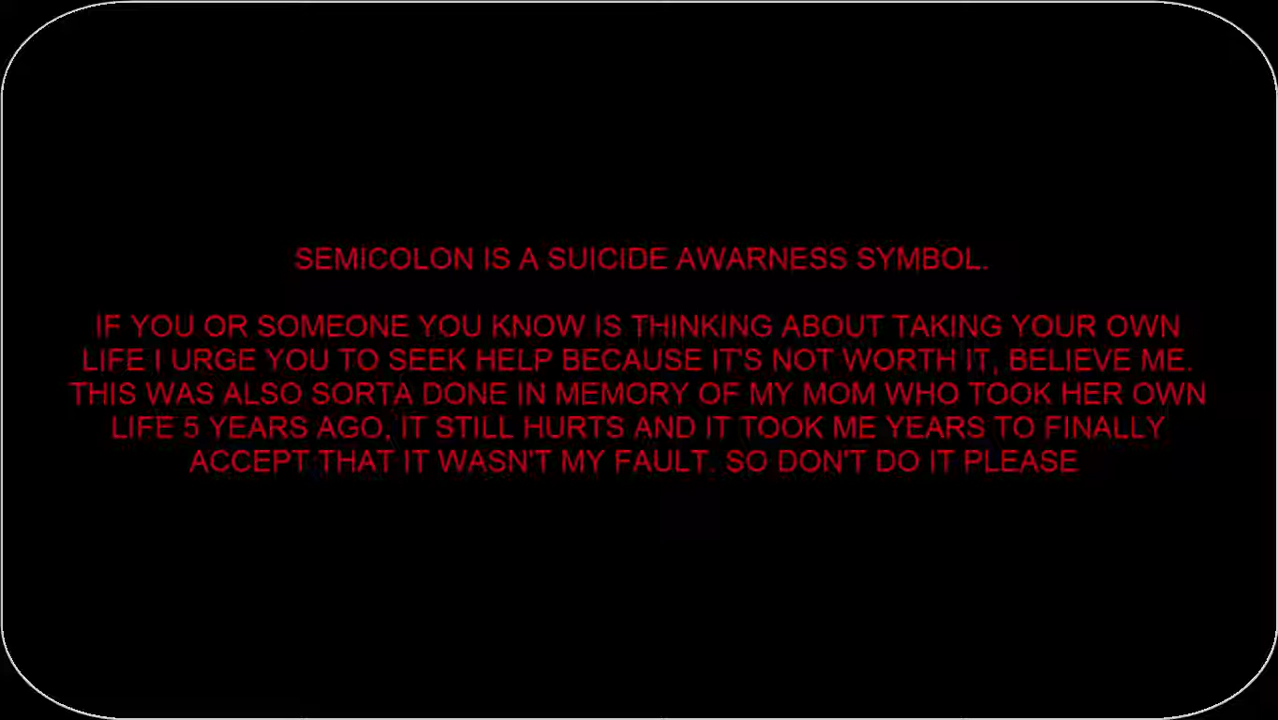 SEMICOLON IS A SUICIDE AWARNESS SYMBOL.
IF YOU OR SOMEONE YOU KNOW IS THINKING ABOUT TAKING YOUR OWN
LIFE I URGE YOU TO SEEK HELP BECAUSE IT'S NOT WORTH IT, BELIEVE ME.
THIS WAS ALSO SORTA DONE IN MEMORY OF MY MOM WHO TOOK HER OWN
LIFE 5 YEARS AGO, IT STILL HURTS AND IT TOOK ME YEARS TO FINALLY
ACCEPT THAT IT WASN'T MY FAULT. SO DON'T DO IT PLEASE